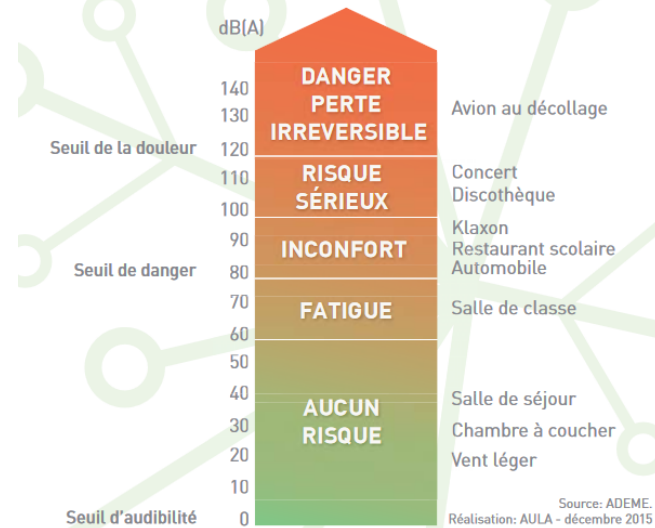 dB(A)
140
130
120
110
100
90
80
70
60
50
40
30
20
10
0
Seuil de la douleur
Seuil de danger
Seuil d'audibilité
DANGER
PERTE
IRREVERSIBLE
RISQUE
SÉRIEUX
INCONFORT
FATIGUE
AUCUN
RISQUE
Avion au décollage
Concert
Discothèque
Klaxon
Restaurant scolaire
Automobile
Salle de classe
Salle de séjour
Chambre à coucher
Vent léger
Source: ADEME.
Réalisation: AULA - décembre 2015